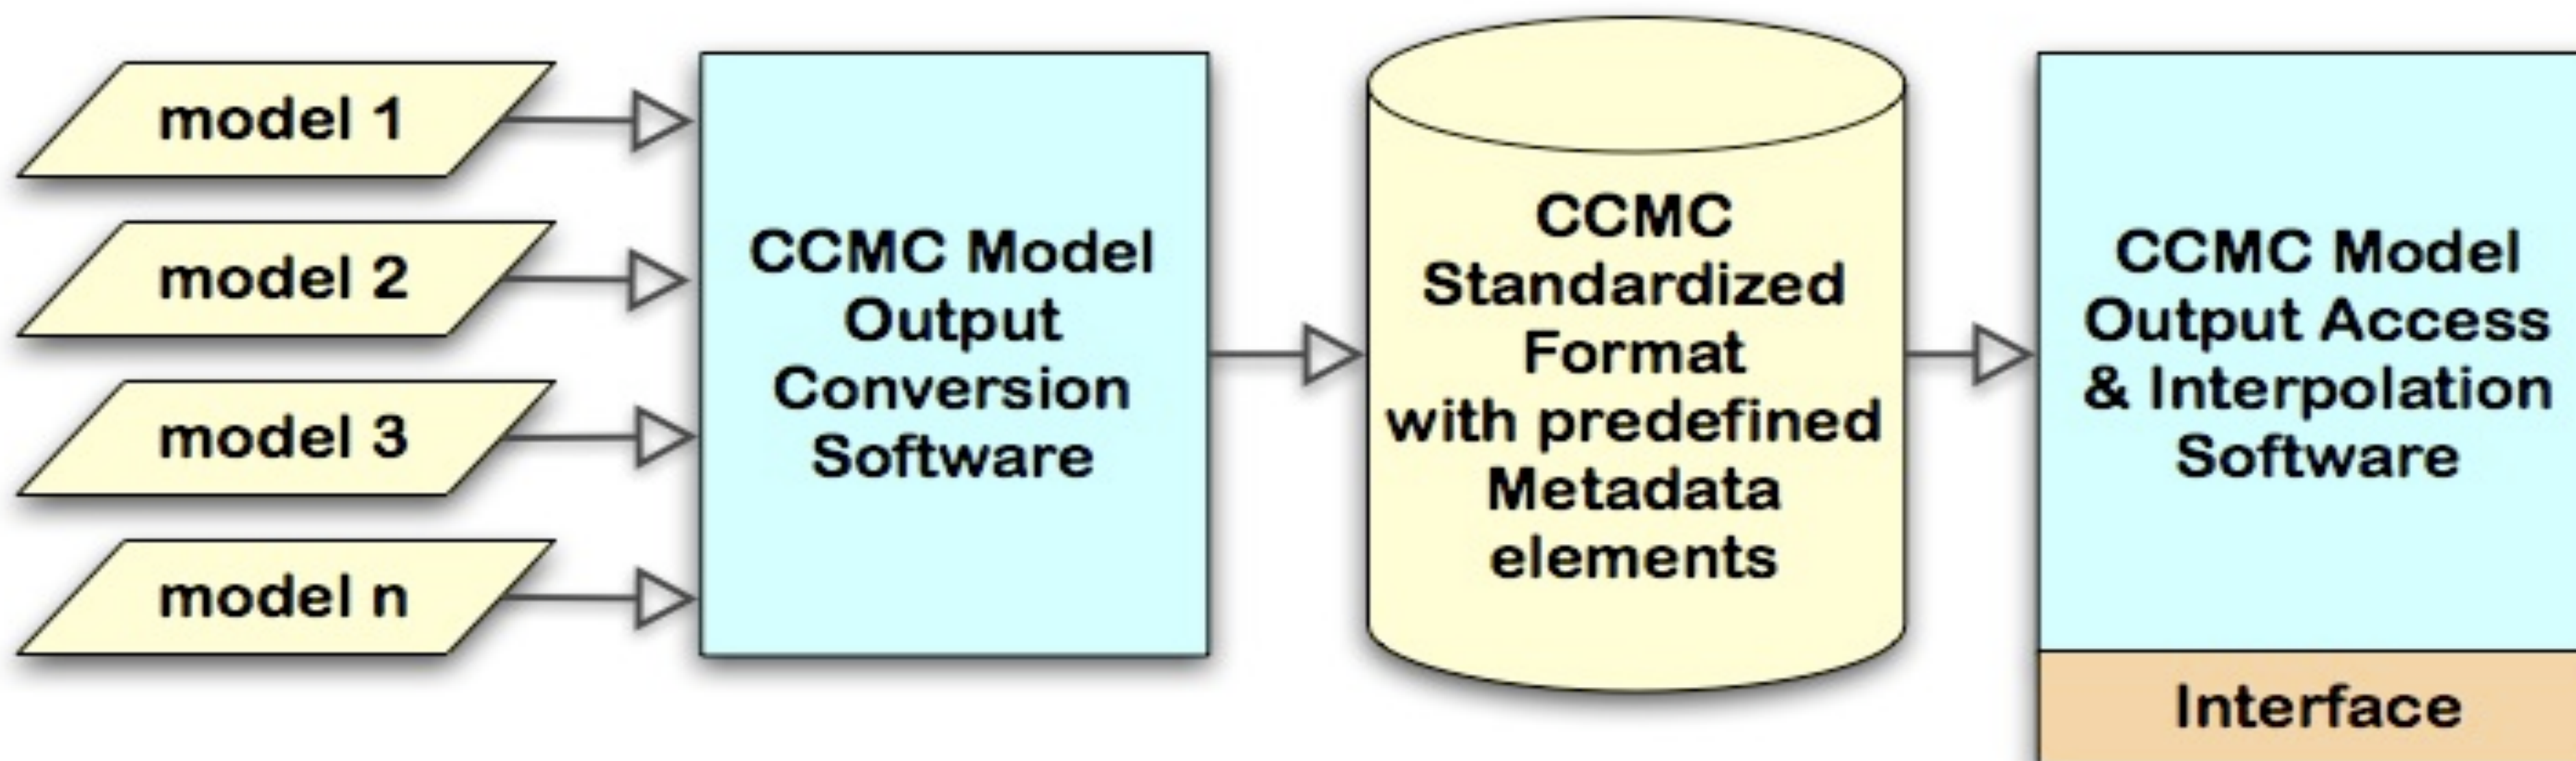 model 1
model 2
model 3
model n
CCMC Model
Output
Conversion
Software
CCMC
Standardized
Format
with predefined
Metadata
elements
CCMC Model
Output Access
& Interpolation
Software
Interface